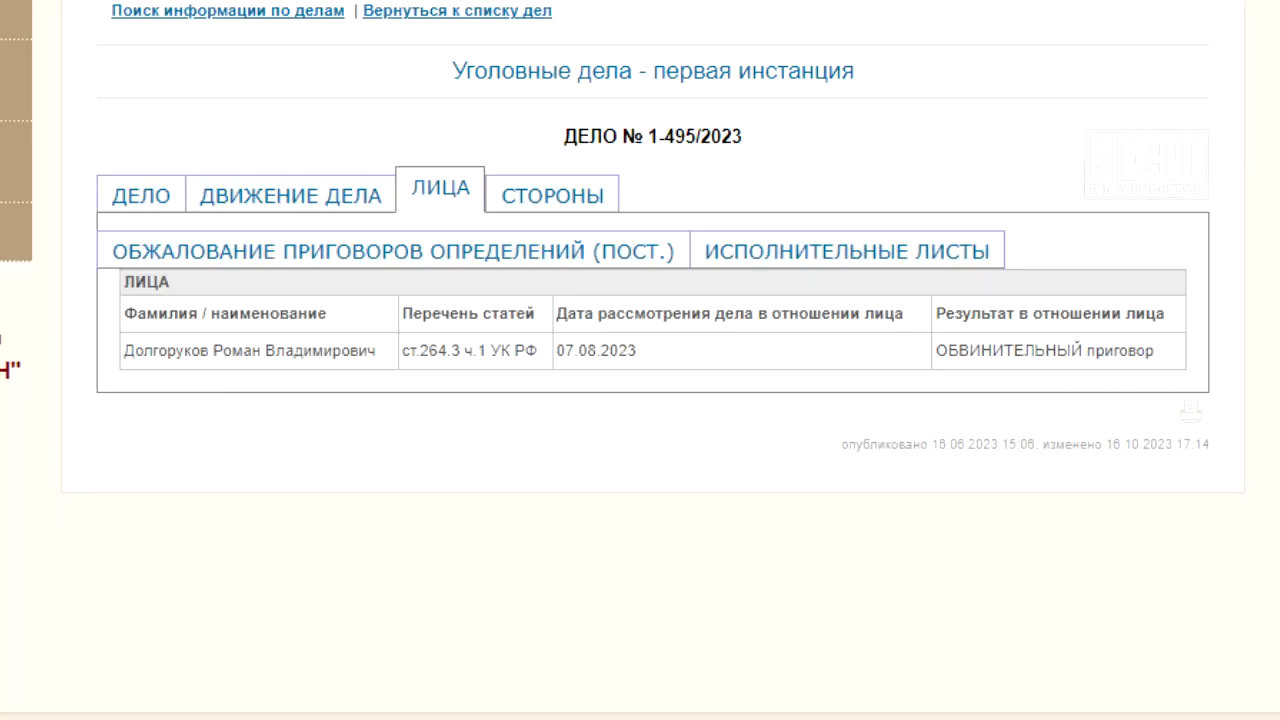 Поиск информации по делам | Вернуться к списку дел
Уголовные дела - первая инстанция
ДЕЛО № 1-495/2023
ДЕЛО ДВИЖЕНИЕ ДЕЛА ЛИЦА СТОРОНЫ
ОБЖАЛОВАНИЕ ПРИГОВОРОВ ОПРЕДЕЛЕНИЙ (ПОСТ.) ИСПОЛНИТЕЛЬНЫЕ ЛИСТЫ
ЛИЦА
Фамилия / наименование Перечень статей Дата рассмотрения дела в отношении лица Результат в отношении лица
Долгоруков Роман Владимирович ст.264.3 ч.1 УК РФ 07.08.2023 ОБВИНИТЕЛЬНЫЙ приговор
Н"
опубликовано 16.06.2023 15:06, изменено 16.10.2023 17:14